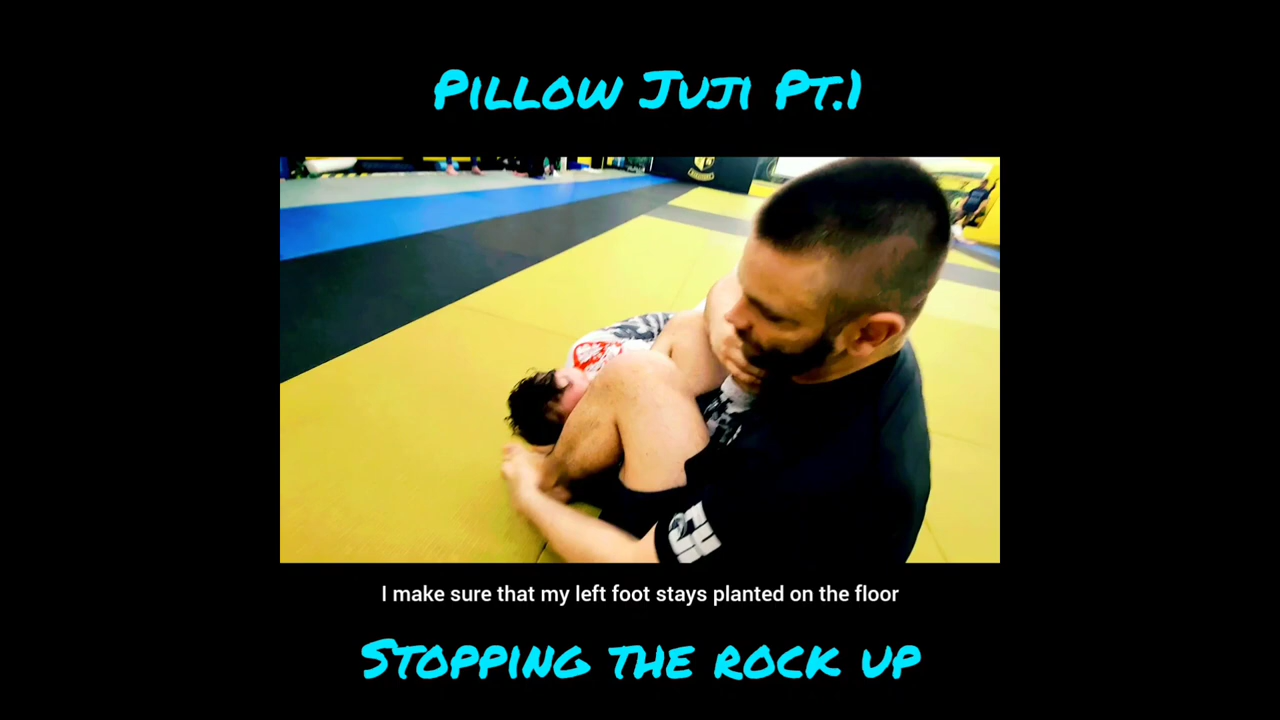 Pillow Juji Pt.1
I make sure that my left foot stays planted on the floor
Stopping the rock up